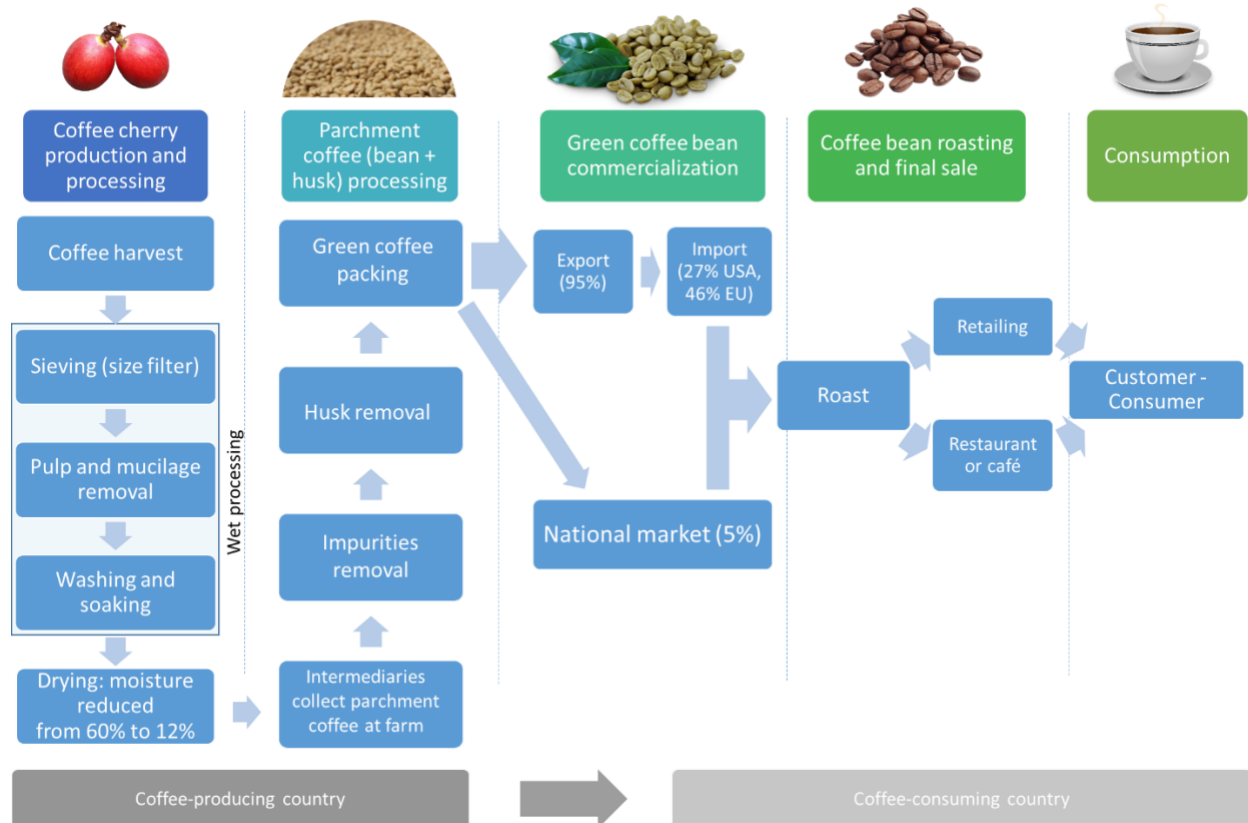 Coffee cherry
production and
processing
Parchment
coffee (bean +
husk) processing
Green coffee bean
commercialization
Coffee bean roasting
and final sale
Consumption
Coffee harvest
Sieving (size filter)
Pulp and mucilage
removal
Washing and
soaking
Wet processing
Drying: moisture
reduced
from 60% to 12%
Green coffee
packing
Husk removal
Impurities
removal
Intermediaries
collect parchment
coffee at farm
Export
(95%)
Import
(27% USA,
46% EU)
National market (5%)
Roast
Retailing
Restaurant
or café
Customer -
Consumer
Coffee-producing country
Coffee-consuming country